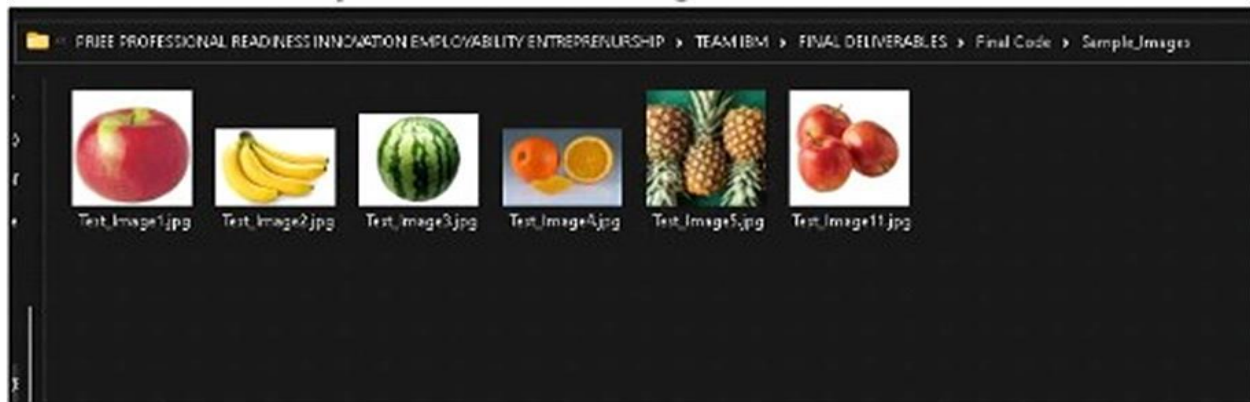 PRIEE PROFESSIONAL READINESS INNOVATION EMPLOYABILITY ENTREPRENURSHIP › TEAM IBM › FINAL DELIVERABLES › Final Code › Sample_Images
Test_Image1.jpg Test_Image2.jpg Test_Image3.jpg Test_Image4.jpg Test_Image5.jpg Test_Image11.jpg